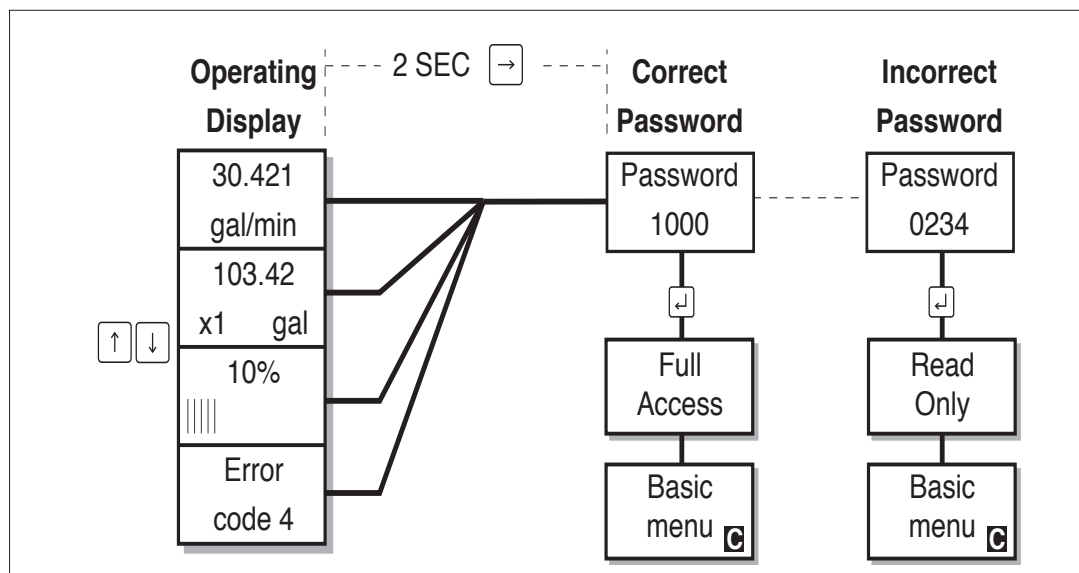 Operating
Display
2 SEC →
Correct
Password
Incorrect
Password
30.421
gal/min
103.42
x1 gal
10%
Error
code 4
↑ ↓
Password
1000
↵
Full
Access
Basic
menu C
Password
0234
↵
Read
Only
Basic
menu C